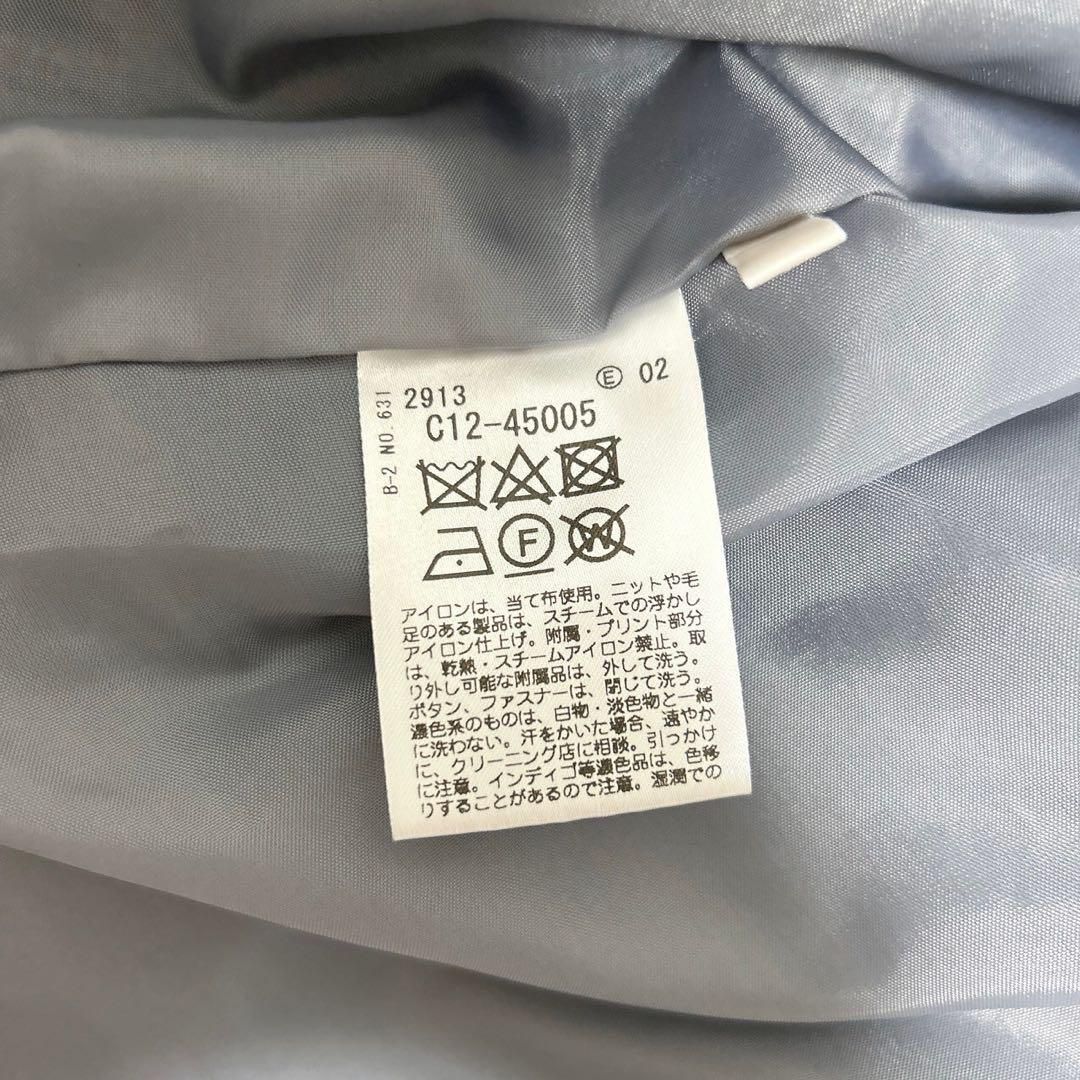 B-2 NO.631
2913 Ⓔ 02
C12-45005
F
W
アイロンは、当て布使用。ニットや毛
足のある製品は、スチームでの浮かし
アイロン仕上げ。附属・プリント部分
は、乾熱・スチームアイロン禁止。取
り外し可能な附属品は、外して洗う。
ボタン、ファスナーは、閉じて洗う。
濃色系のものは、白物・淡色物と一緒
に洗わない。汗をかいた場合、速やか
に、クリーニング店に相談。引っかけ
に注意。インディゴ等濃色品は、色移
りすることがあるので注意。湿潤での